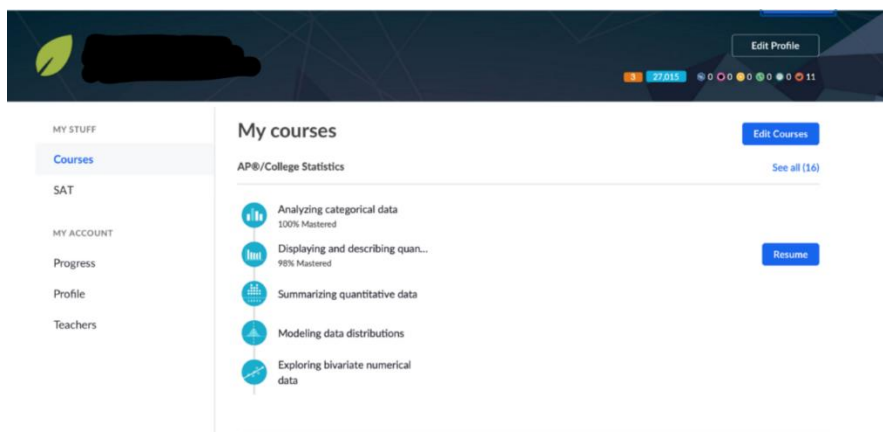 Edit Profile
3 27,015 0 0 0 0 0 11
MY STUFF
Courses
SAT
MY ACCOUNT
Progress
Profile
Teachers
My courses
Edit Courses
AP®/College Statistics
See all (16)
Analyzing categorical data
100% Mastered
Displaying and describing quan...
98% Mastered
Resume
Summarizing quantitative data
Modeling data distributions
Exploring bivariate numerical
data